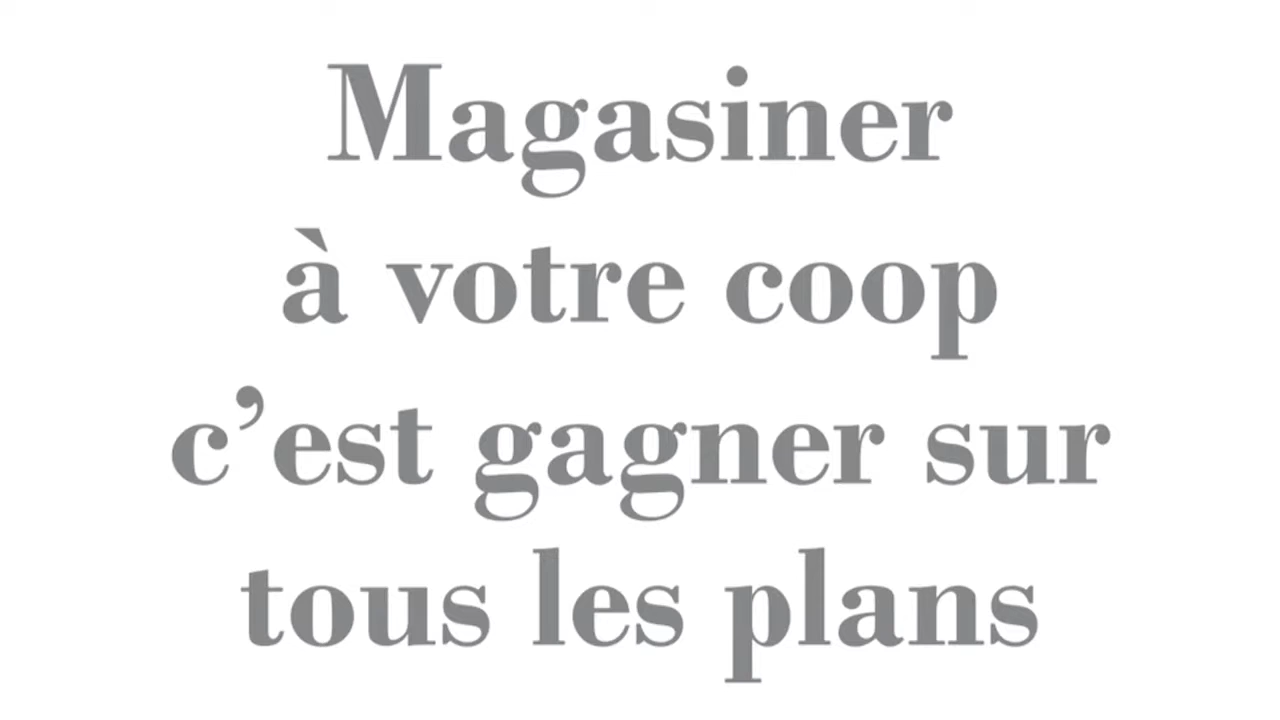 Magasiner
à votre coop
c’est gagner sur
tous les plans